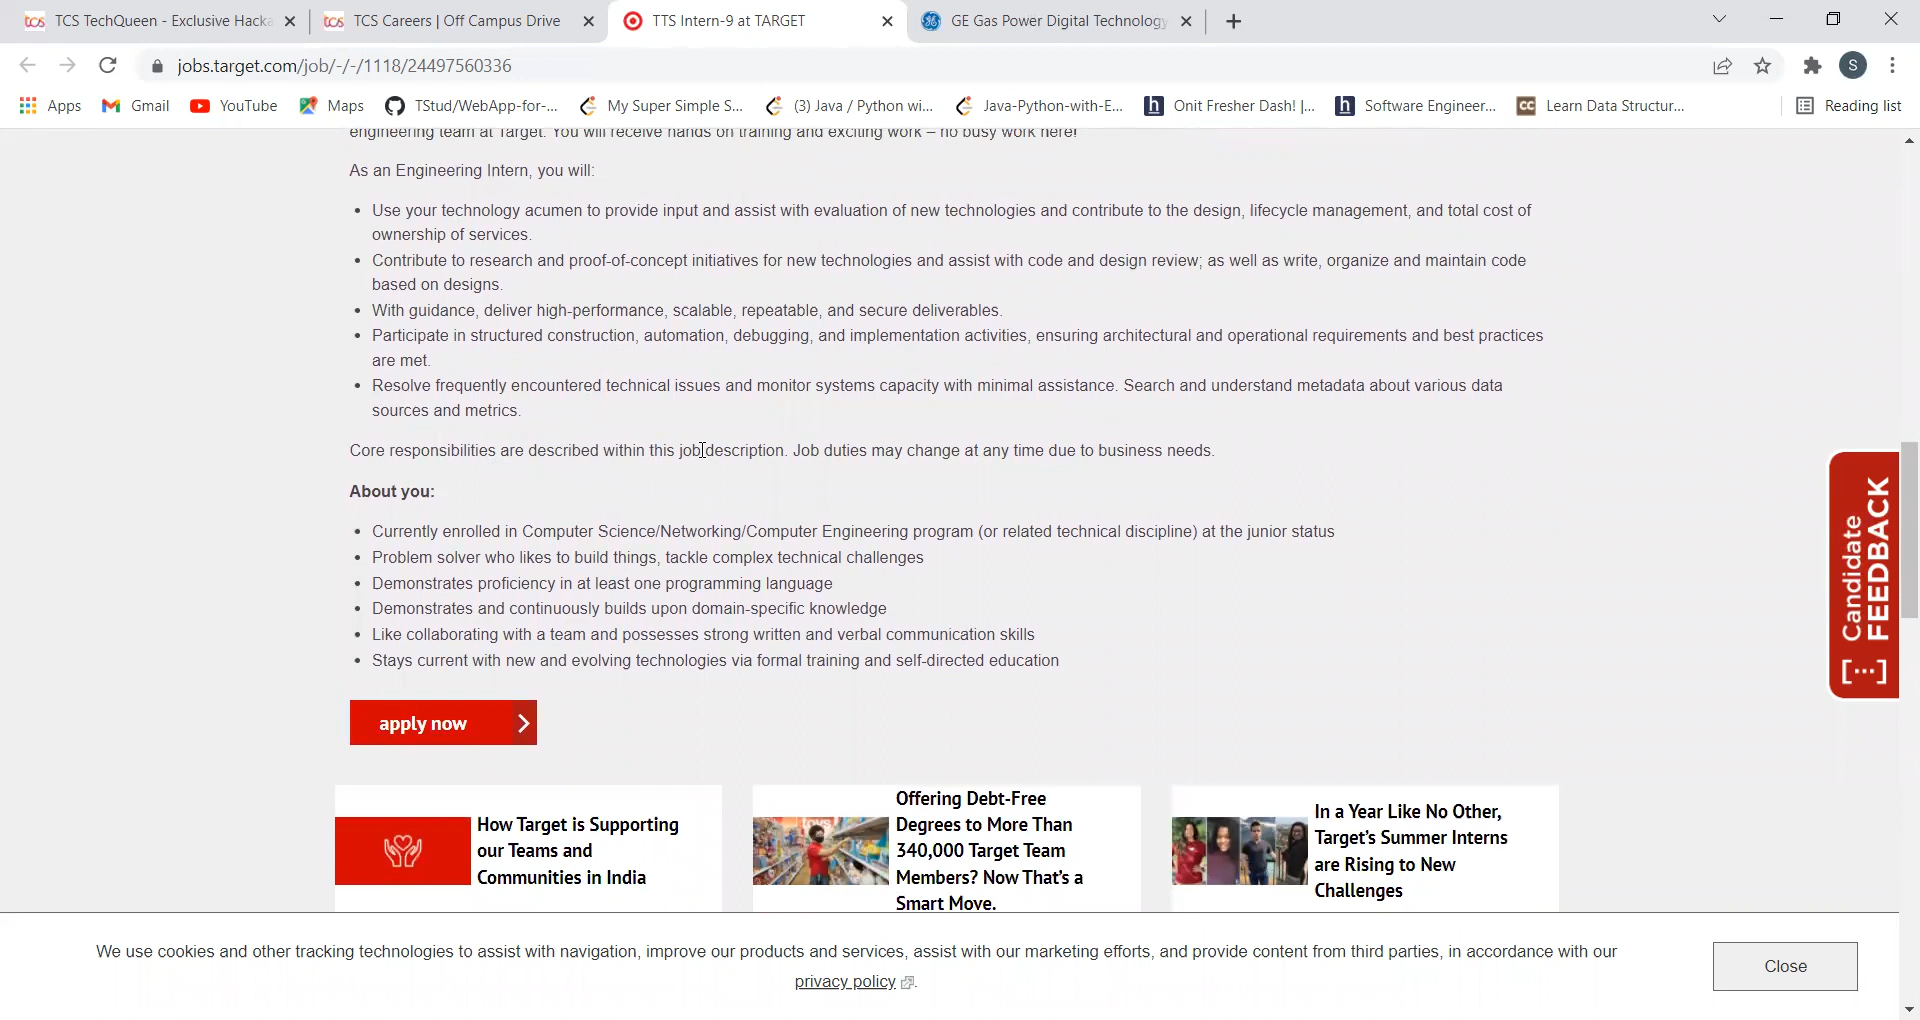 TCS TechQueen - Exclusive Hacka
TCS Careers | Off Campus Drive
TTS Intern-9 at TARGET
GE Gas Power Digital Technology
jobs.target.com/job/-/-/1118/24497560336
S
Apps
Gmail
YouTube
Maps
TStud/WebApp-for-...
My Super Simple S...
(3) Java / Python wi...
Java-Python-with-E...
Onit Fresher Dash! |...
Software Engineer...
Learn Data Structur...
Reading list
engineering team at Target. You will receive hands on training and exciting work – no busy work here!
As an Engineering Intern, you will:
• Use your technology acumen to provide input and assist with evaluation of new technologies and contribute to the design, lifecycle management, and total cost of
ownership of services.
• Contribute to research and proof-of-concept initiatives for new technologies and assist with code and design review; as well as write, organize and maintain code
based on designs.
• With guidance, deliver high-performance, scalable, repeatable, and secure deliverables.
• Participate in structured construction, automation, debugging, and implementation activities, ensuring architectural and operational requirements and best practices
are met.
• Resolve frequently encountered technical issues and monitor systems capacity with minimal assistance. Search and understand metadata about various data
sources and metrics.
Core responsibilities are described within this job description. Job duties may change at any time due to business needs.
About you:
• Currently enrolled in Computer Science/Networking/Computer Engineering program (or related technical discipline) at the junior status
• Problem solver who likes to build things, tackle complex technical challenges
• Demonstrates proficiency in at least one programming language
• Demonstrates and continuously builds upon domain-specific knowledge
• Like collaborating with a team and possesses strong written and verbal communication skills
• Stays current with new and evolving technologies via formal training and self-directed education
apply now
Candidate
FEEDBACK
How Target is Supporting
our Teams and
Communities in India
Offering Debt-Free
Degrees to More Than
340,000 Target Team
Members? Now That's a
Smart Move.
In a Year Like No Other,
Target's Summer Interns
are Rising to New
Challenges
We use cookies and other tracking technologies to assist with navigation, improve our products and services, assist with our marketing efforts, and provide content from third parties, in accordance with our
privacy policy.
Close